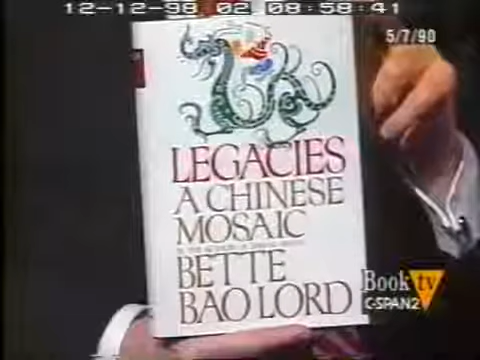 12-12-98 02 08:58:41
5/7/90
LEGACIES
A CHINESE
MOSAIC
BETTE
BAO LORD
Book tv
C-SPAN2